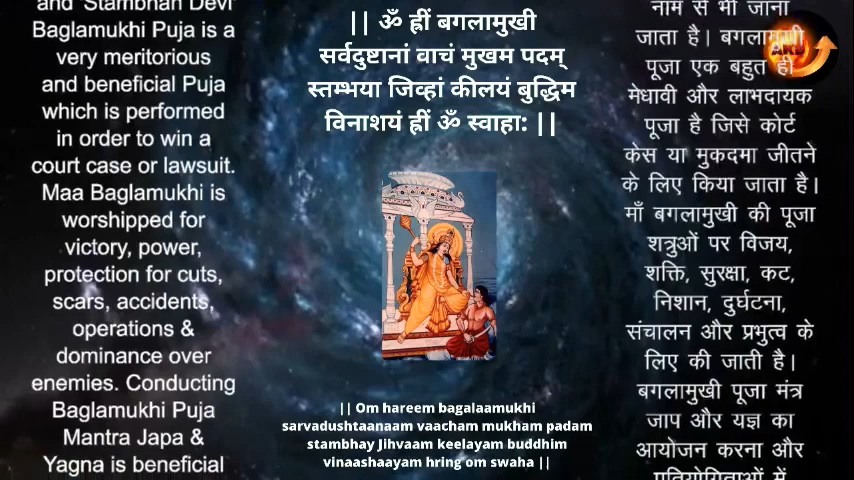 and 'Stambhan Devi'
Baglamukhi Puja is a
very meritorious
and beneficial Puja
which is performed
in order to win a
court case or lawsuit.
Maa Baglamukhi is
worshipped for
victory, power,
protection for cuts,
scars, accidents,
operations &
dominance over
enemies. Conducting
Baglamukhi Puja
Mantra Japa &
Yagna is beneficial
|| ॐ ह्रीं बगलामुखी
सर्वदुष्टानां वाचं मुखम पदम्
स्तम्भया जिव्हां कीलयं बुद्धिम
विनाशयं ह्रीं ॐ स्वाहा: ||
|| Om hareem bagalaamukhi
sarvadushtaanaam vaacham mukham padam
stambhay Jihvaam keelayam buddhim
vinaashaayam hring om swaha ||
नाम से भी जाना
जाता है। बगलामुखी
पूजा एक बहुत ही
मेधावी और लाभदायक
पूजा है जिसे कोर्ट
केस या मुकदमा जीतने
के लिए किया जाता है।
माँ बगलामुखी की पूजा
शत्रुओं पर विजय,
शक्ति, सुरक्षा, कट,
निशान, दुर्घटना,
संचालन और प्रभुत्व के
लिए की जाती है।
बगलामुखी पूजा मंत्र
जाप और यज्ञ का
आयोजन करना और
प्रतियोगिताओं में
AKD